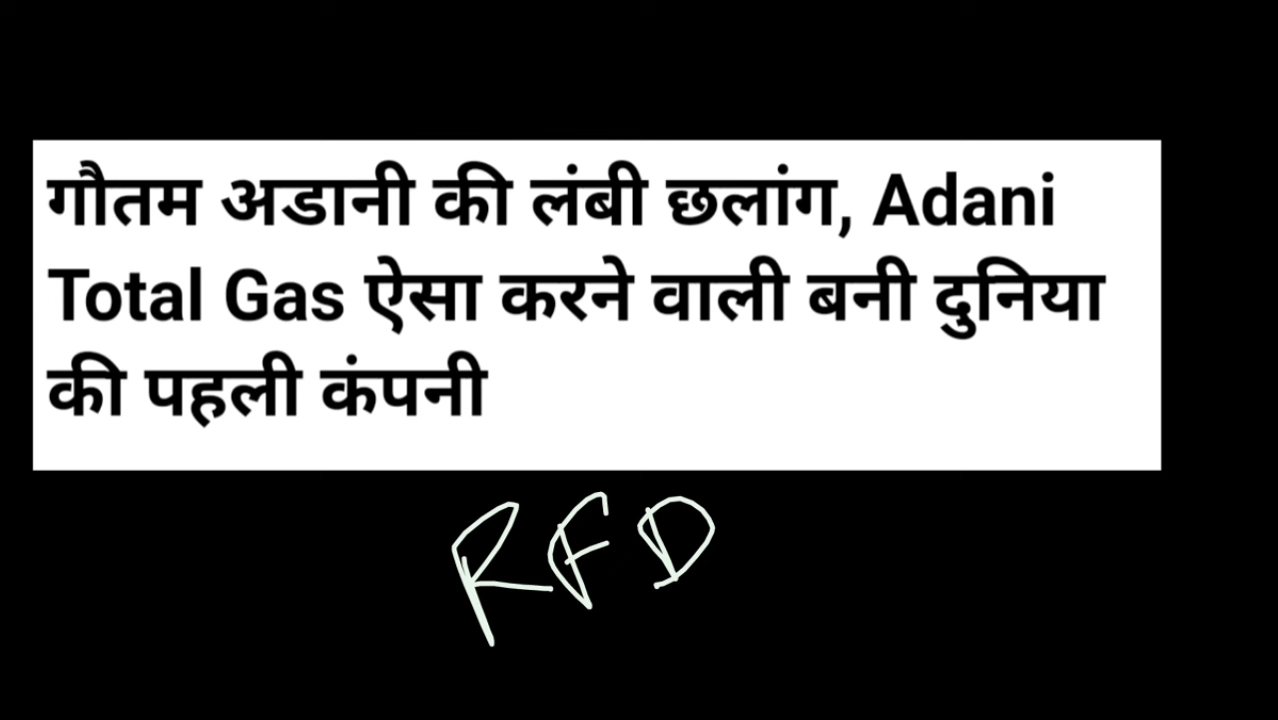 गौतम अडानी की लंबी छलांग, Adani
Total Gas ऐसा करने वाली बनी दुनिया
की पहली कंपनी
RFD